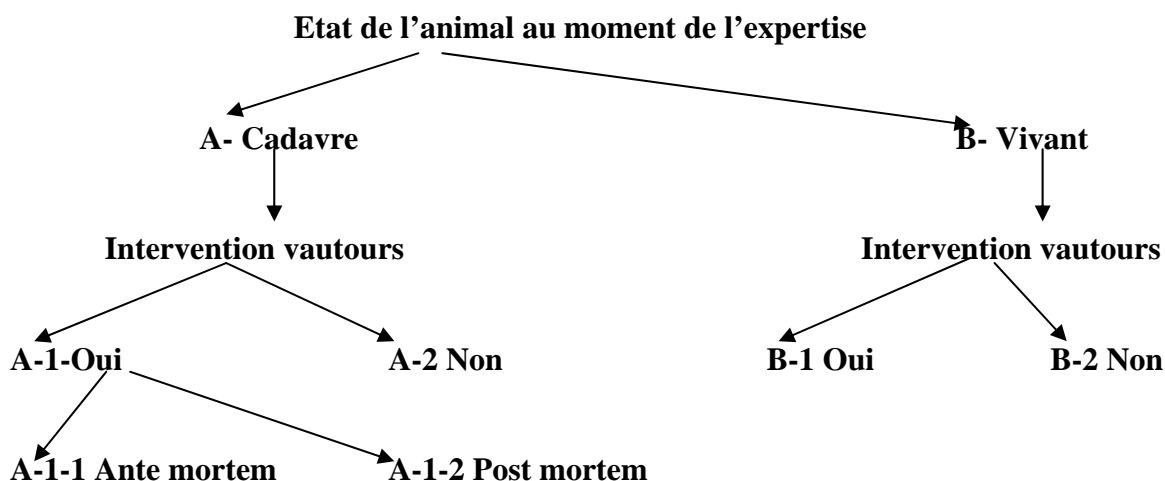 Etat de l’animal au moment de l’expertise
A- Cadavre B- Vivant
Intervention vautours Intervention vautours
A-1-Oui A-2 Non B-1 Oui B-2 Non
A-1-1 Ante mortem A-1-2 Post mortem